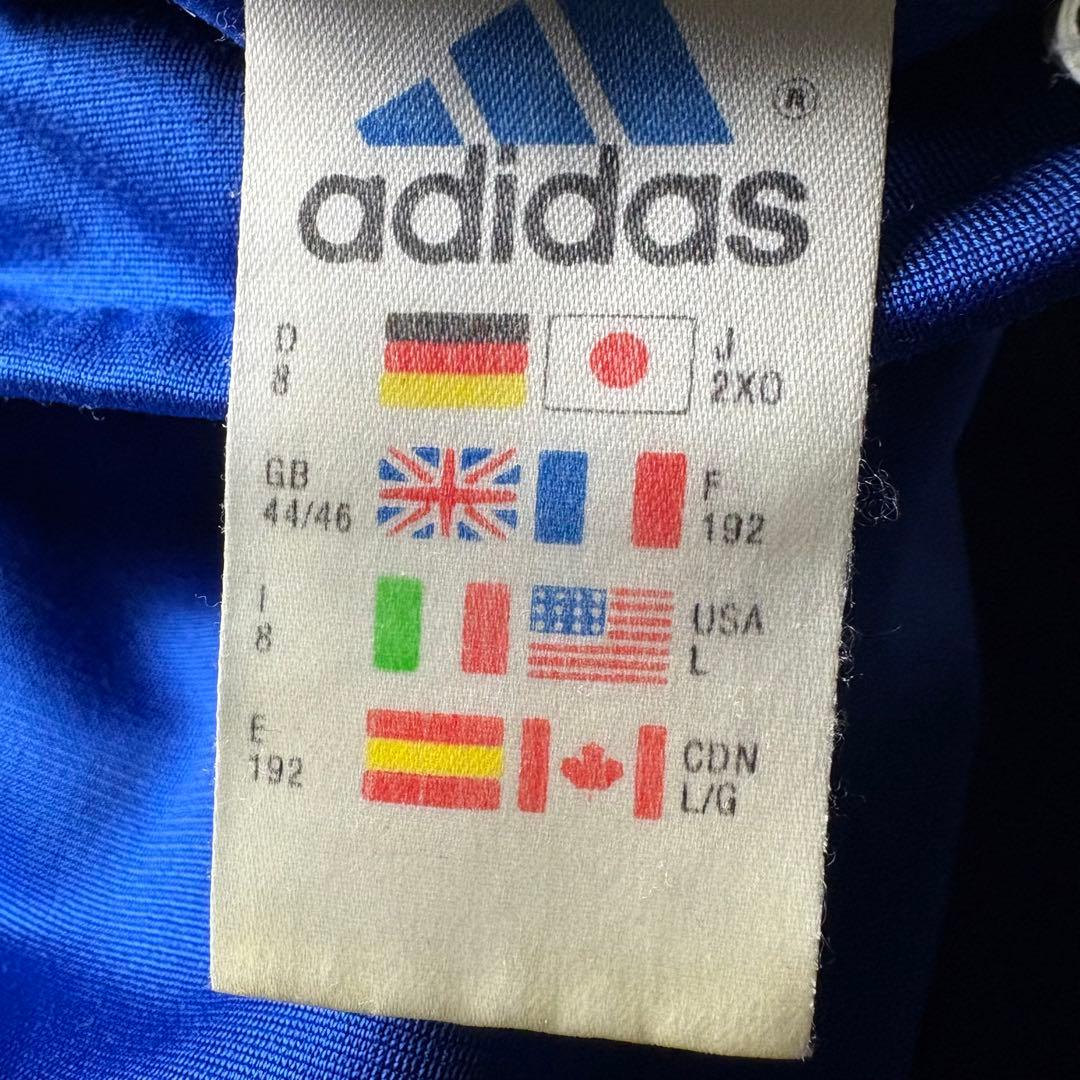 ®
adidas
D
8
J
2XO
GB
44/46
F
192
I
8
USA
L
E
192
CDN
L/G